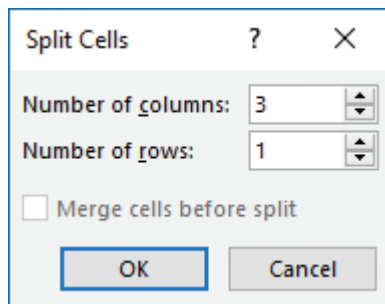 Split Cells ?
Number of columns: 3
Number of rows: 1
Merge cells before split
OK Cancel